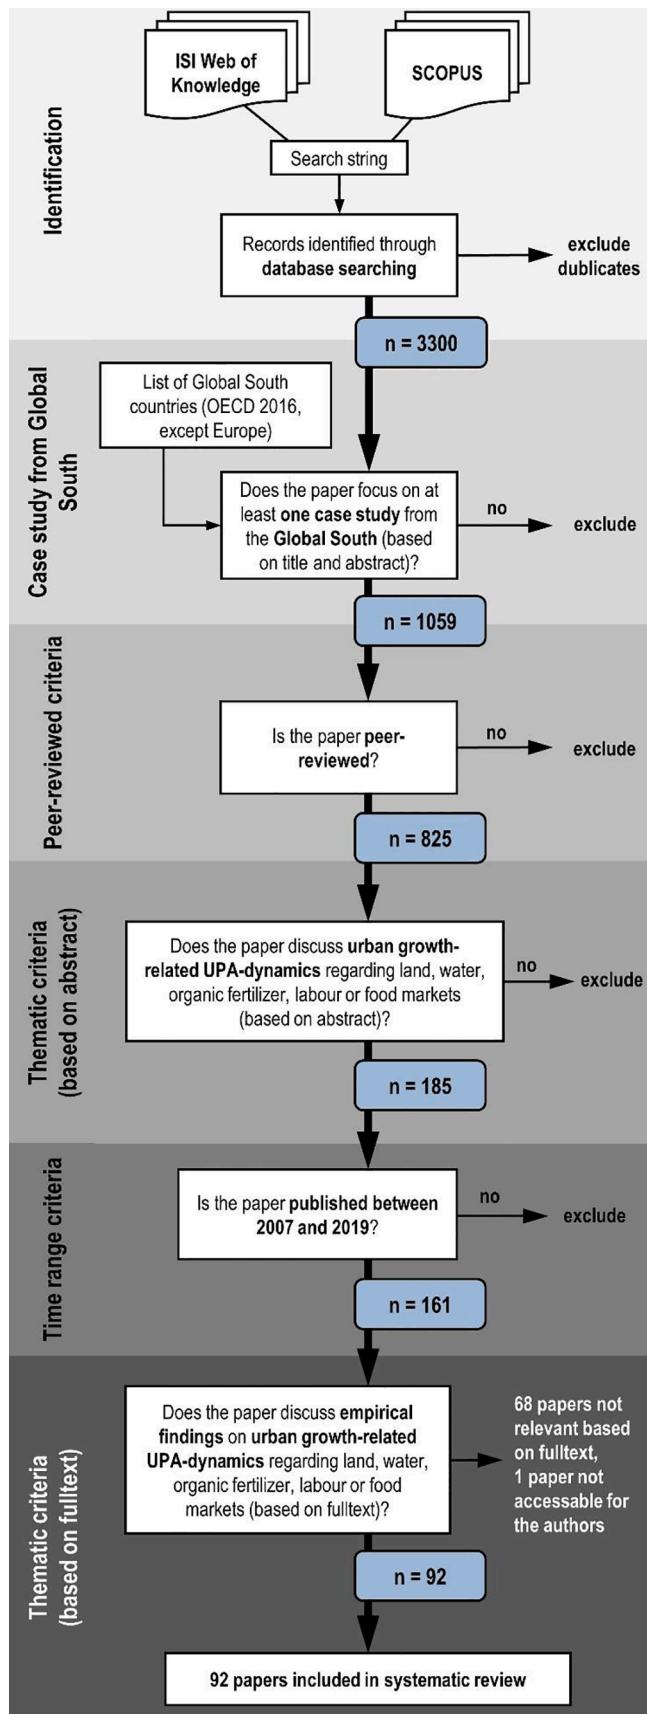 ISI Web of
Knowledge
SCOPUS
Search string
Identification
Records identified through
database searching
exclude
dublicates
n = 3300
Case study from Global
South
List of Global South
countries (OECD 2016,
except Europe)
Does the paper focus on at
least one case study from
the Global South (based
on title and abstract)?
no
exclude
n = 1059
Peer-reviewed criteria
Is the paper peer-
reviewed?
no
exclude
n = 825
Thematic criteria
(based on abstract)
Does the paper discuss urban growth-
related UPA-dynamics regarding land, water,
organic fertilizer, labour or food markets
(based on abstract)?
no
exclude
n = 185
Time range criteria
Is the paper published between
2007 and 2019?
no
exclude
n = 161
Thematic criteria
(based on fulltext)
Does the paper discuss empirical
findings on urban growth-related
UPA-dynamics regarding land, water,
organic fertilizer, labour or food
markets (based on fulltext)?
68 papers not
relevant based
on fulltext,
1 paper not
accessable for
the authors
n = 92
92 papers included in systematic review